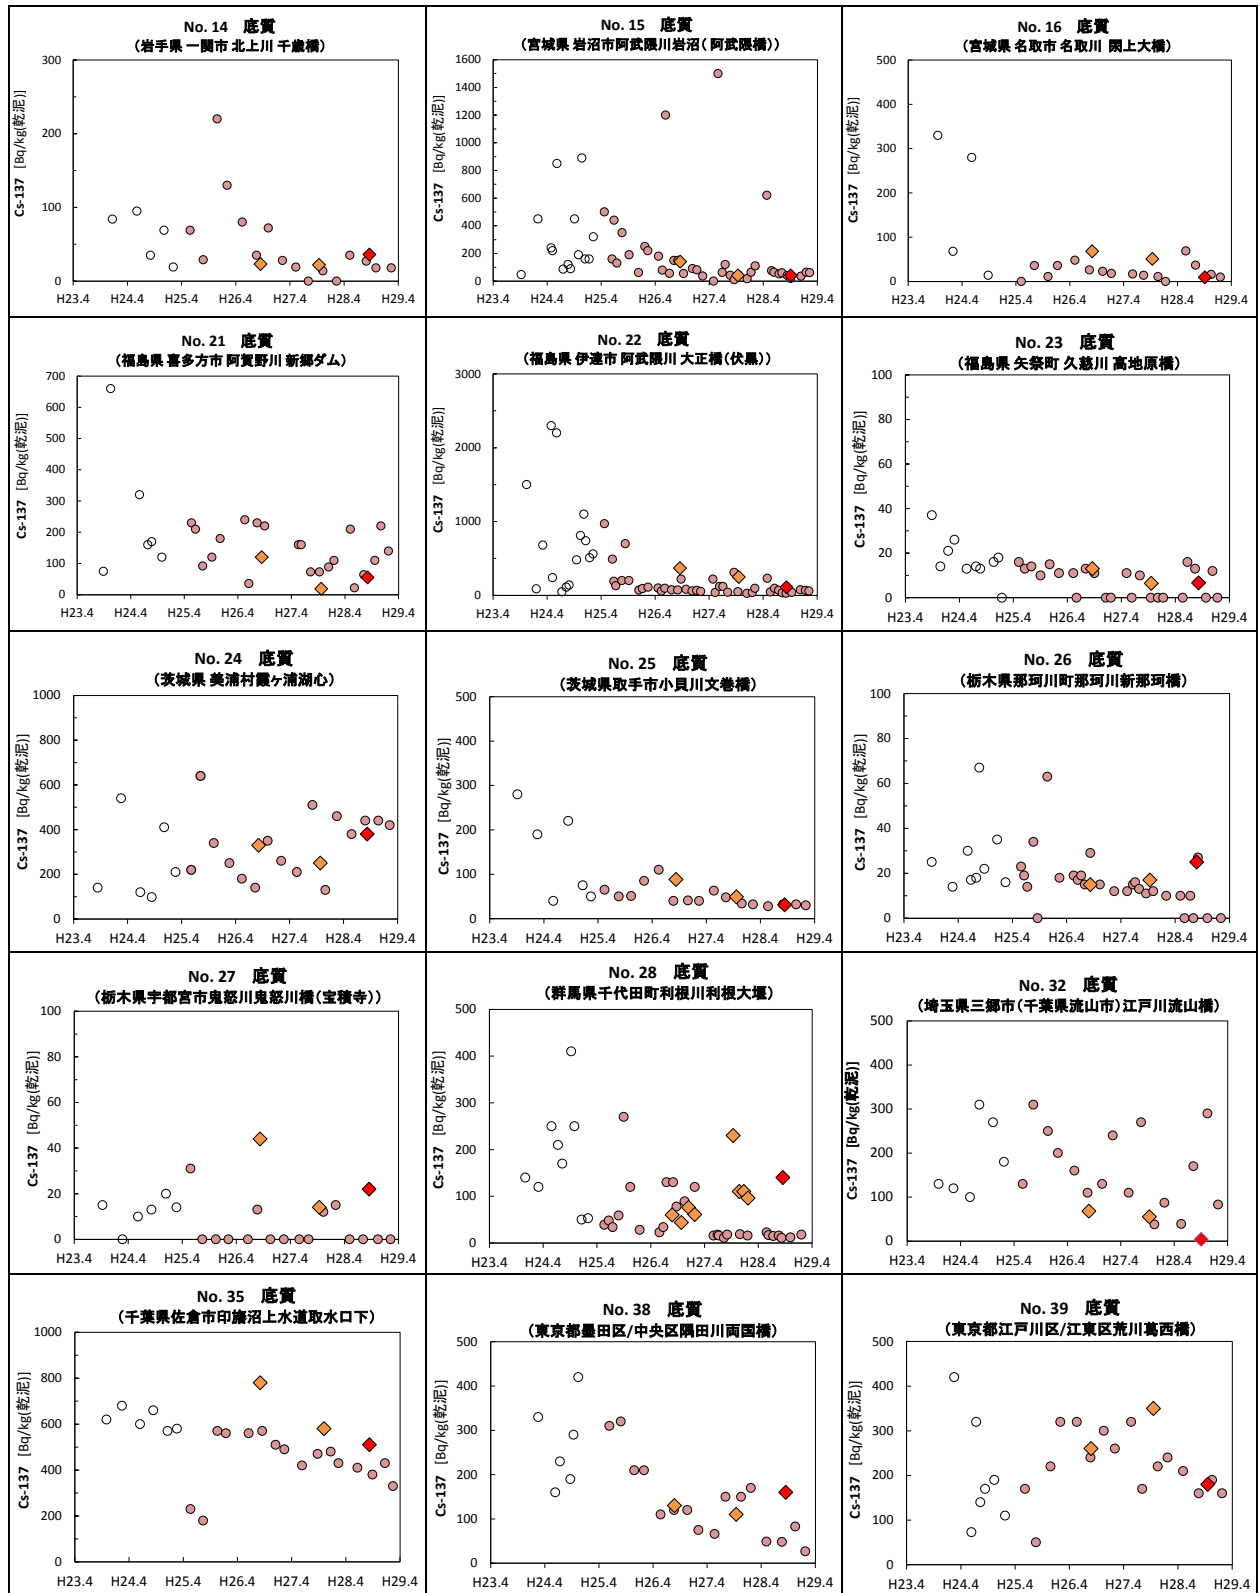 No. 14　底質
（岩手県 一関市 北上川 千歳橋）
Cs-137 [Bq/kg(乾泥)]
300
200
100
0
H23.4 H24.4 H25.4 H26.4 H27.4 H28.4 H29.4
No. 15　底質
（宮城県 岩沼市阿武隈川岩沼（ 阿武隈橋））
Cs-137 [Bq/kg(乾泥)]
1600
1400
1200
1000
800
600
400
200
0
H23.4 H24.4 H25.4 H26.4 H27.4 H28.4 H29.4
No. 16　底質
（宮城県 名取市 名取川 閖上大橋）
Cs-137 [Bq/kg(乾泥)]
500
400
300
200
100
0
H23.4 H24.4 H25.4 H26.4 H27.4 H28.4 H29.4
No. 21　底質
（福島県 喜多方市 阿賀野川 新郷ダム）
Cs-137 [Bq/kg(乾泥)]
700
600
500
400
300
200
100
0
H23.4 H24.4 H25.4 H26.4 H27.4 H28.4 H29.4
No. 22　底質
（福島県 伊達市 阿武隈川 大正橋（伏黒））
Cs-137 [Bq/kg(乾泥)]
3000
2000
1000
0
H23.4 H24.4 H25.4 H26.4 H27.4 H28.4 H29.4
No. 23　底質
（福島県 矢祭町 久慈川 高地原橋）
Cs-137 [Bq/kg(乾泥)]
100
80
60
40
20
0
H23.4 H24.4 H25.4 H26.4 H27.4 H28.4 H29.4
No. 24　底質
（茨城県 美浦村霞ヶ浦湖心）
Cs-137 [Bq/kg(乾泥)]
1000
800
600
400
200
0
H23.4 H24.4 H25.4 H26.4 H27.4 H28.4 H29.4
No. 25　底質
（茨城県取手市小貝川文巻橋）
Cs-137 [Bq/kg(乾泥)]
500
400
300
200
100
0
H23.4 H24.4 H25.4 H26.4 H27.4 H28.4 H29.4
No. 26　底質
（栃木県那珂川町那珂川新那珂橋）
Cs-137 [Bq/kg(乾泥)]
100
80
60
40
20
0
H23.4 H24.4 H25.4 H26.4 H27.4 H28.4 H29.4
No. 27　底質
（栃木県宇都宮市鬼怒川鬼怒川橋（宝積寺））
Cs-137 [Bq/kg(乾泥)]
100
80
60
40
20
0
H23.4 H24.4 H25.4 H26.4 H27.4 H28.4 H29.4
No. 28　底質
（群馬県千代田町利根川利根大堰）
Cs-137 [Bq/kg(乾泥)]
500
400
300
200
100
0
H23.4 H24.4 H25.4 H26.4 H27.4 H28.4 H29.4
No. 32　底質
（埼玉県三郷市（千葉県流山市）江戸川流山橋）
Cs-137 [Bq/kg(乾泥)]
500
400
300
200
100
0
H23.4 H24.4 H25.4 H26.4 H27.4 H28.4 H29.4
No. 35　底質
（千葉県佐倉市印旛沼上水道取水口下）
Cs-137 [Bq/kg(乾泥)]
1000
800
600
400
200
0
H23.4 H24.4 H25.4 H26.4 H27.4 H28.4 H29.4
No. 38　底質
（東京都墨田区/中央区隅田川両国橋）
Cs-137 [Bq/kg(乾泥)]
500
400
300
200
100
0
H23.4 H24.4 H25.4 H26.4 H27.4 H28.4 H29.4
No. 39　底質
（東京都江戸川区/江東区荒川葛西橋）
Cs-137 [Bq/kg(乾泥)]
500
400
300
200
100
0
H23.4 H24.4 H25.4 H26.4 H27.4 H28.4 H29.4